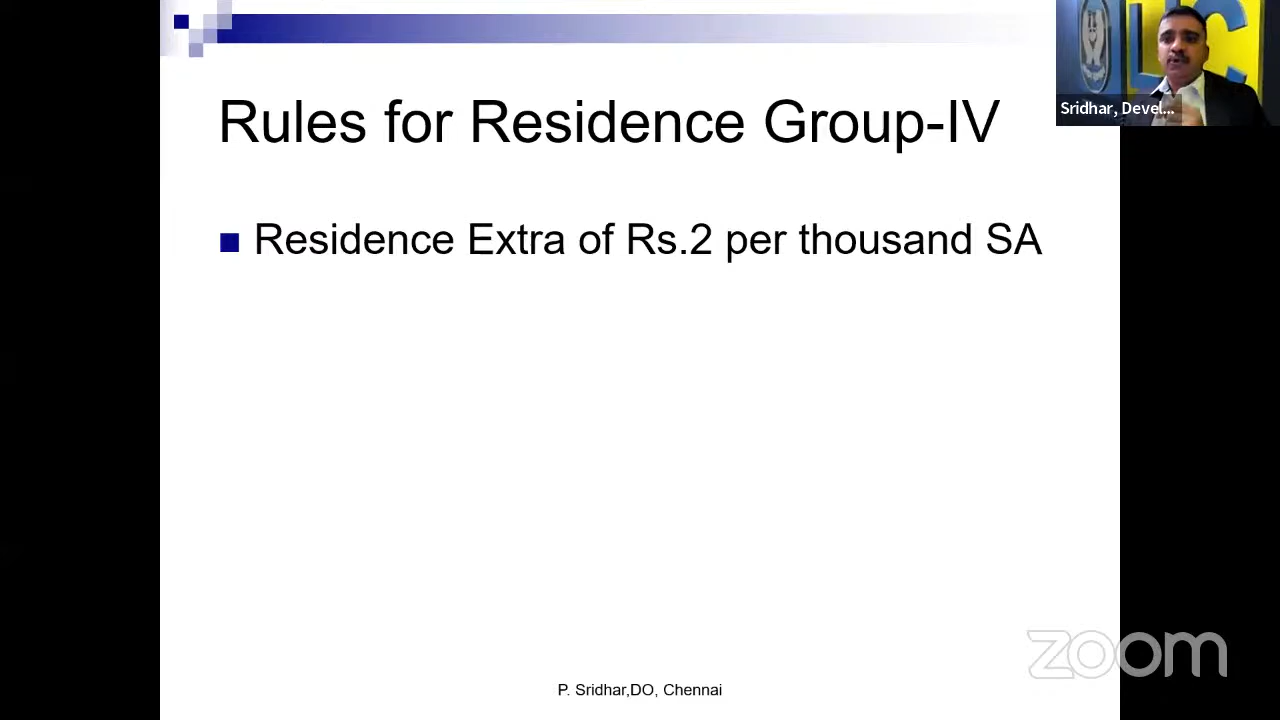 Rules for Residence Group-IV
Residence Extra of Rs.2 per thousand SA
P. Sridhar,DO, Chennai
Sridhar, Devel...
zoom